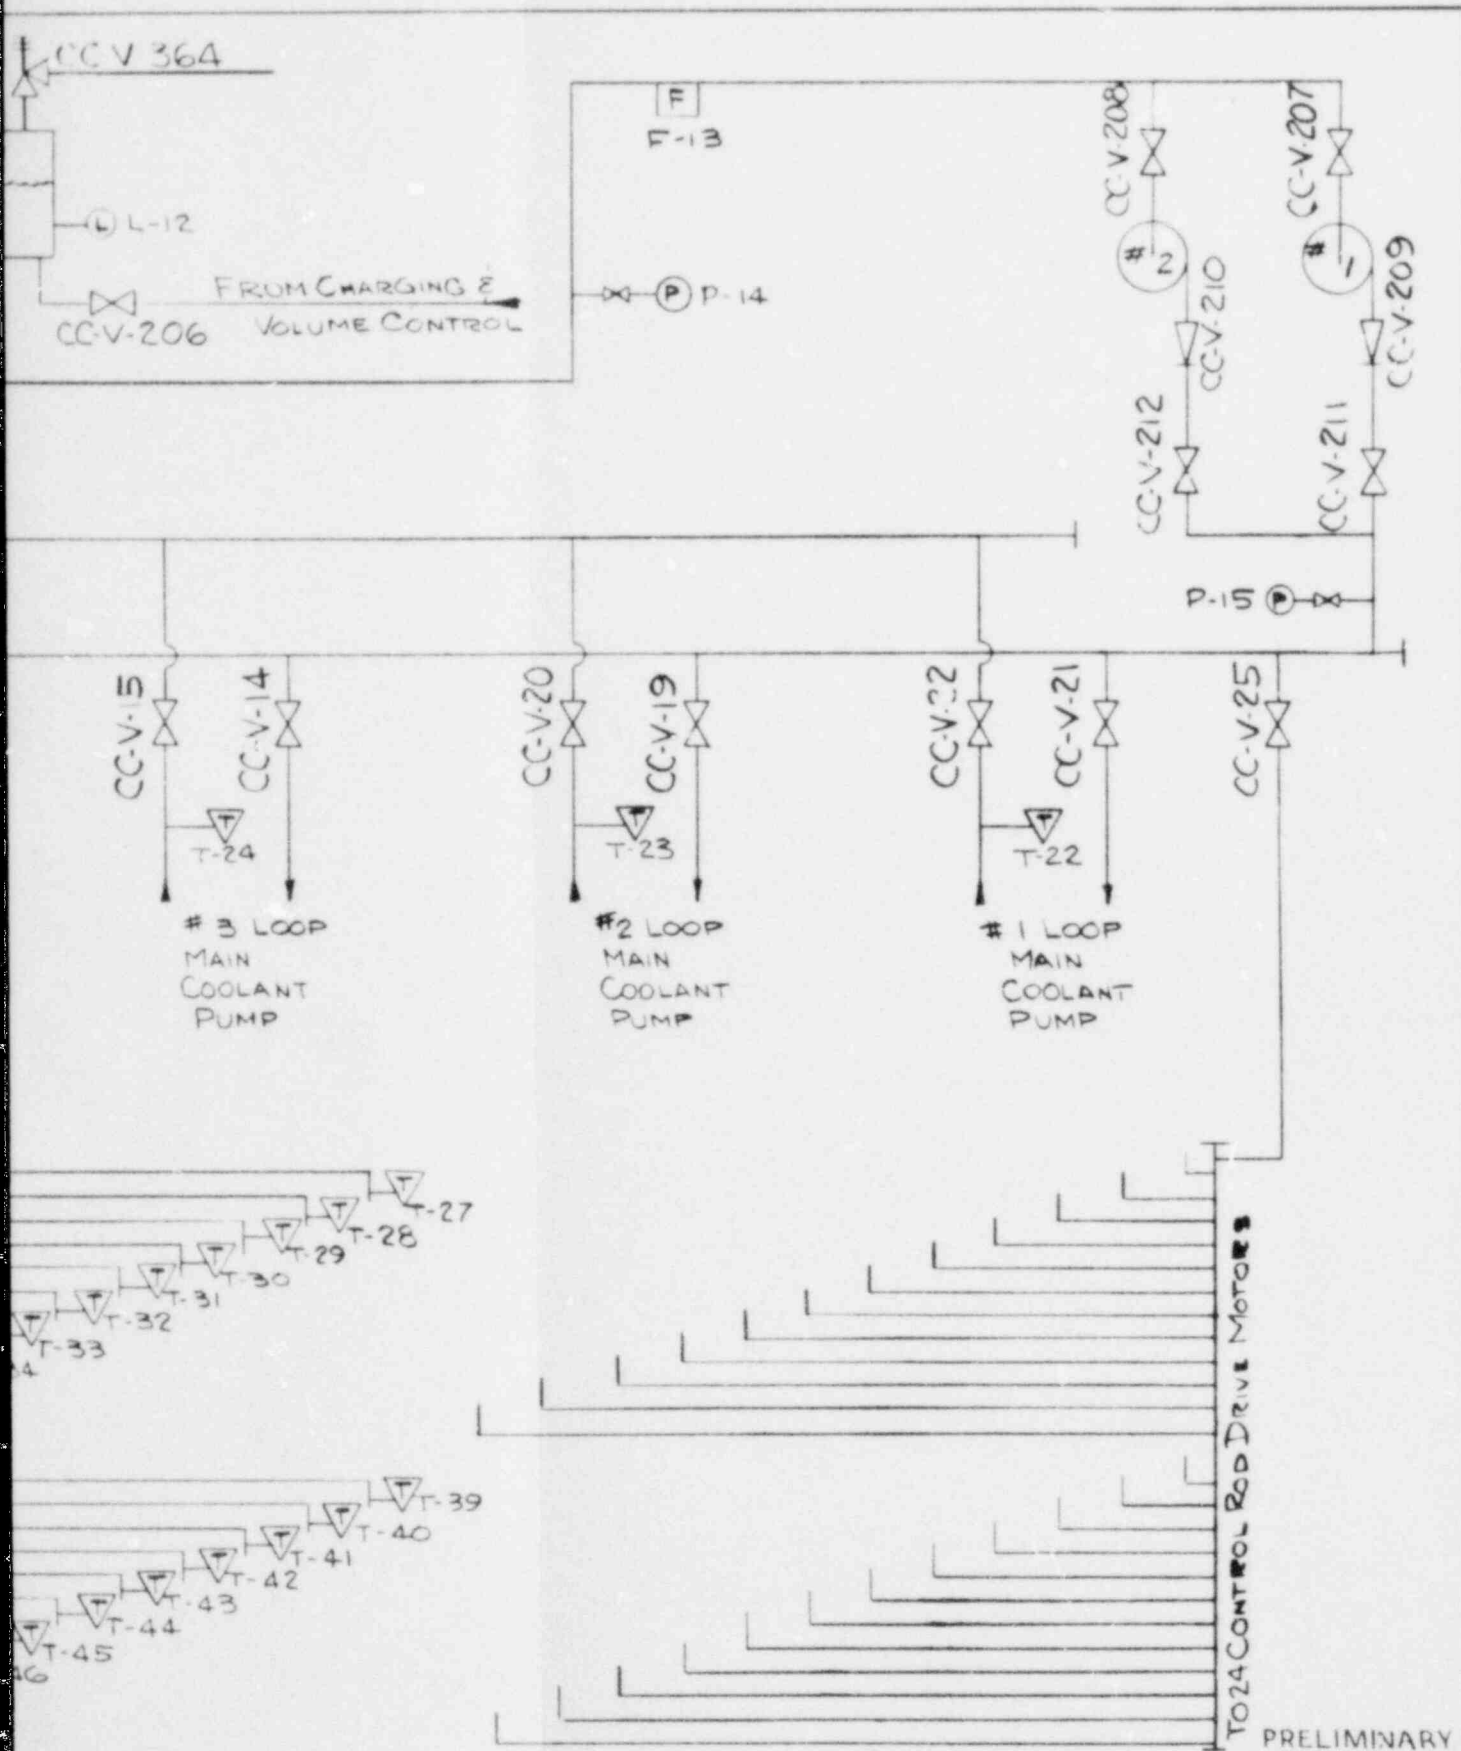 CCV 364
F
F-13
CC-V-208
CC-V-207
L L-12
# 2
# 1
CC-V-210
CC-V-209
FROM CHARGING &
VOLUME CONTROL
CC-V-206
P P-14
CC-V-212
CC-V-211
P-15 P
CC-V-15
CC-V-14
CC-V-20
CC-V-19
CC-V-22
CC-V-21
CC-V-25
T
T-24
T
T-23
T
T-22
# 3 LOOP
MAIN
COOLANT
PUMP
#2 LOOP
MAIN
COOLANT
PUMP
# 1 LOOP
MAIN
COOLANT
PUMP
T
T-27
T
T-28
T
T-29
T
T-30
T
T-31
T
T-32
T
T-33
4
TO 24 CONTROL ROD DRIVE MOTORS
T
T-39
T
T-40
T
T-41
T
T-42
T
T-43
T
T-44
T
T-45
46
PRELIMINARY